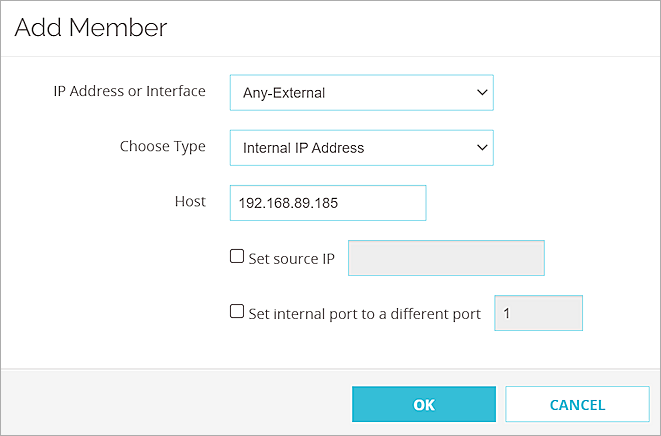 Add Member
IP Address or Interface Any-External
Choose Type Internal IP Address
Host 192.168.89.185
Set source IP
Set internal port to a different port 1
OK CANCEL